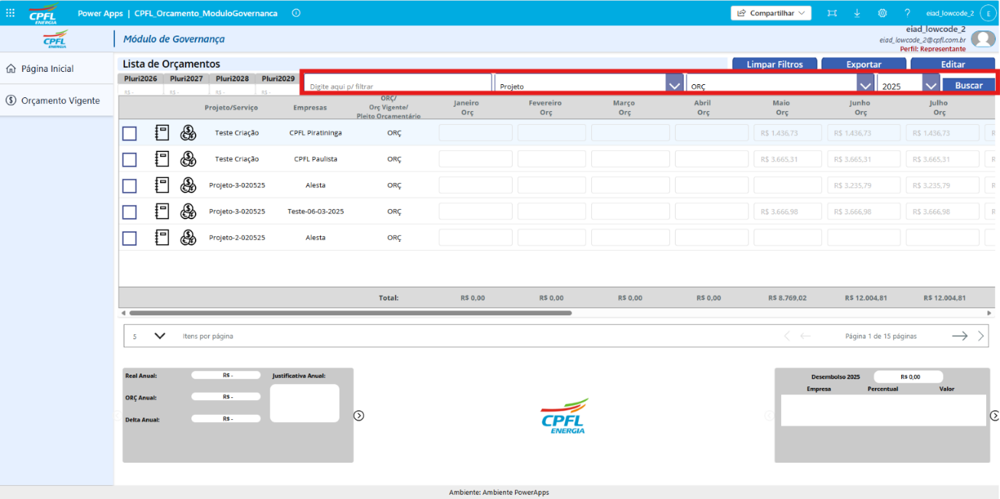 CPFL ENERGIA Power Apps | CPFL_Orcamento_ModuloGovernanca Compartilhar ? eiad_lowcode_2 E
CPFL ENERGIA Módulo de Governança eiad_lowcode_2
eiad_lowcode_2@cpfl.com.br
Perfil: Representante
Página Inicial
Orçamento Vigente
Lista de Orçamentos Limpar Filtros Exportar Editar
Pluri2026 Pluri2027 Pluri2028 Pluri2029
R$ - R$ - R$ - R$ -
Digite aqui p/ filtrar Projeto ORÇ 2025 Buscar
Projeto/Serviço Empresas ORÇ/ Orç Vigente/ Pleito Orçamentário Janeiro Orç Fevereiro Orç Março Orç Abril Orç Maio Orç Junho Orç Julho Orç
Teste Criação CPFL Piratininga ORÇ R$ 1.436,73 R$ 1.436,73 R$ 1.436,73 R
Teste Criação CPFL Paulista ORÇ R$ 3.665,31 R$ 3.665,31 R$ 3.665,31 R
Projeto-3-020525 Alesta ORÇ R$ 3.235,79 R$ 3.235,79 R
Projeto-3-020525 Teste-06-03-2025 ORÇ R$ 3.666,98 R$ 3.666,98 R$ 3.666,98 R
Projeto-2-020525 Alesta ORÇ
Total: R$ 0,00 R$ 0,00 R$ 0,00 R$ 0,00 R$ 8.769,02 R$ 12.004,81 R$ 12.004,81
5 Itens por página Página 1 de 15 páginas
Real Anual: R$ - Justificativa Anual:
ORÇ Anual: R$ -
Delta Anual: R$ -
CPFL
ENERGIA
Desembolso 2025 R$ 0,00
Empresa Percentual Valor
Ambiente: Ambiente PowerApps